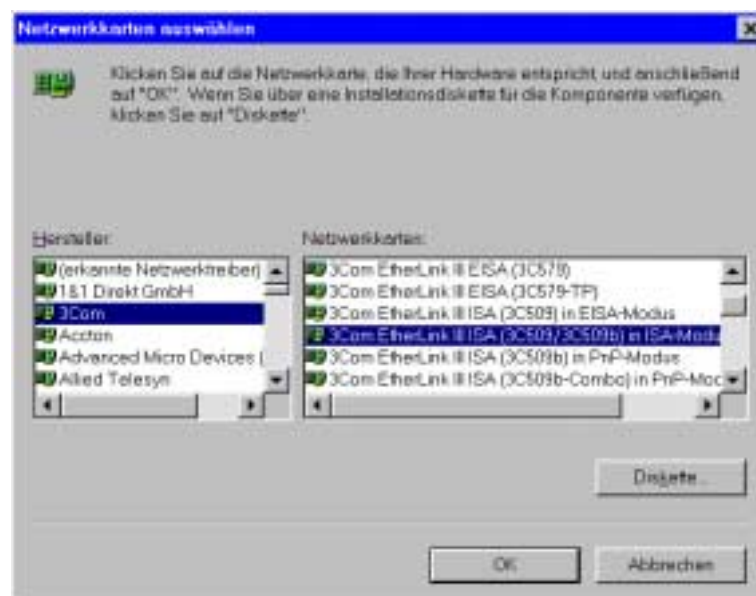 Netzwerkkarten auswählen
Klicken Sie auf die Netzwerkkarte, die Ihrer Hardware entspricht, und anschließend
auf "OK". Wenn Sie über eine Installationsdiskette für die Komponente verfügen,
klicken Sie auf "Diskette".
Hersteller:
(erkannte Netzwerktreiber)
1&1 Direkt GmbH
3Com
Accton
Advanced Micro Devices (
Allied Telesyn
Netzwerkkarten:
3Com EtherLink III EISA (3C579)
3Com EtherLink III EISA (3C579-TP)
3Com EtherLink III ISA (3C509) in EISA-Modus
3Com EtherLink III ISA (3C509/3C509b) in ISA-Modu
3Com EtherLink III ISA (3C509b) in PnP-Modus
3Com EtherLink III ISA (3C509b-Combo) in PnP-Moc
Diskette...
OK
Abbrechen